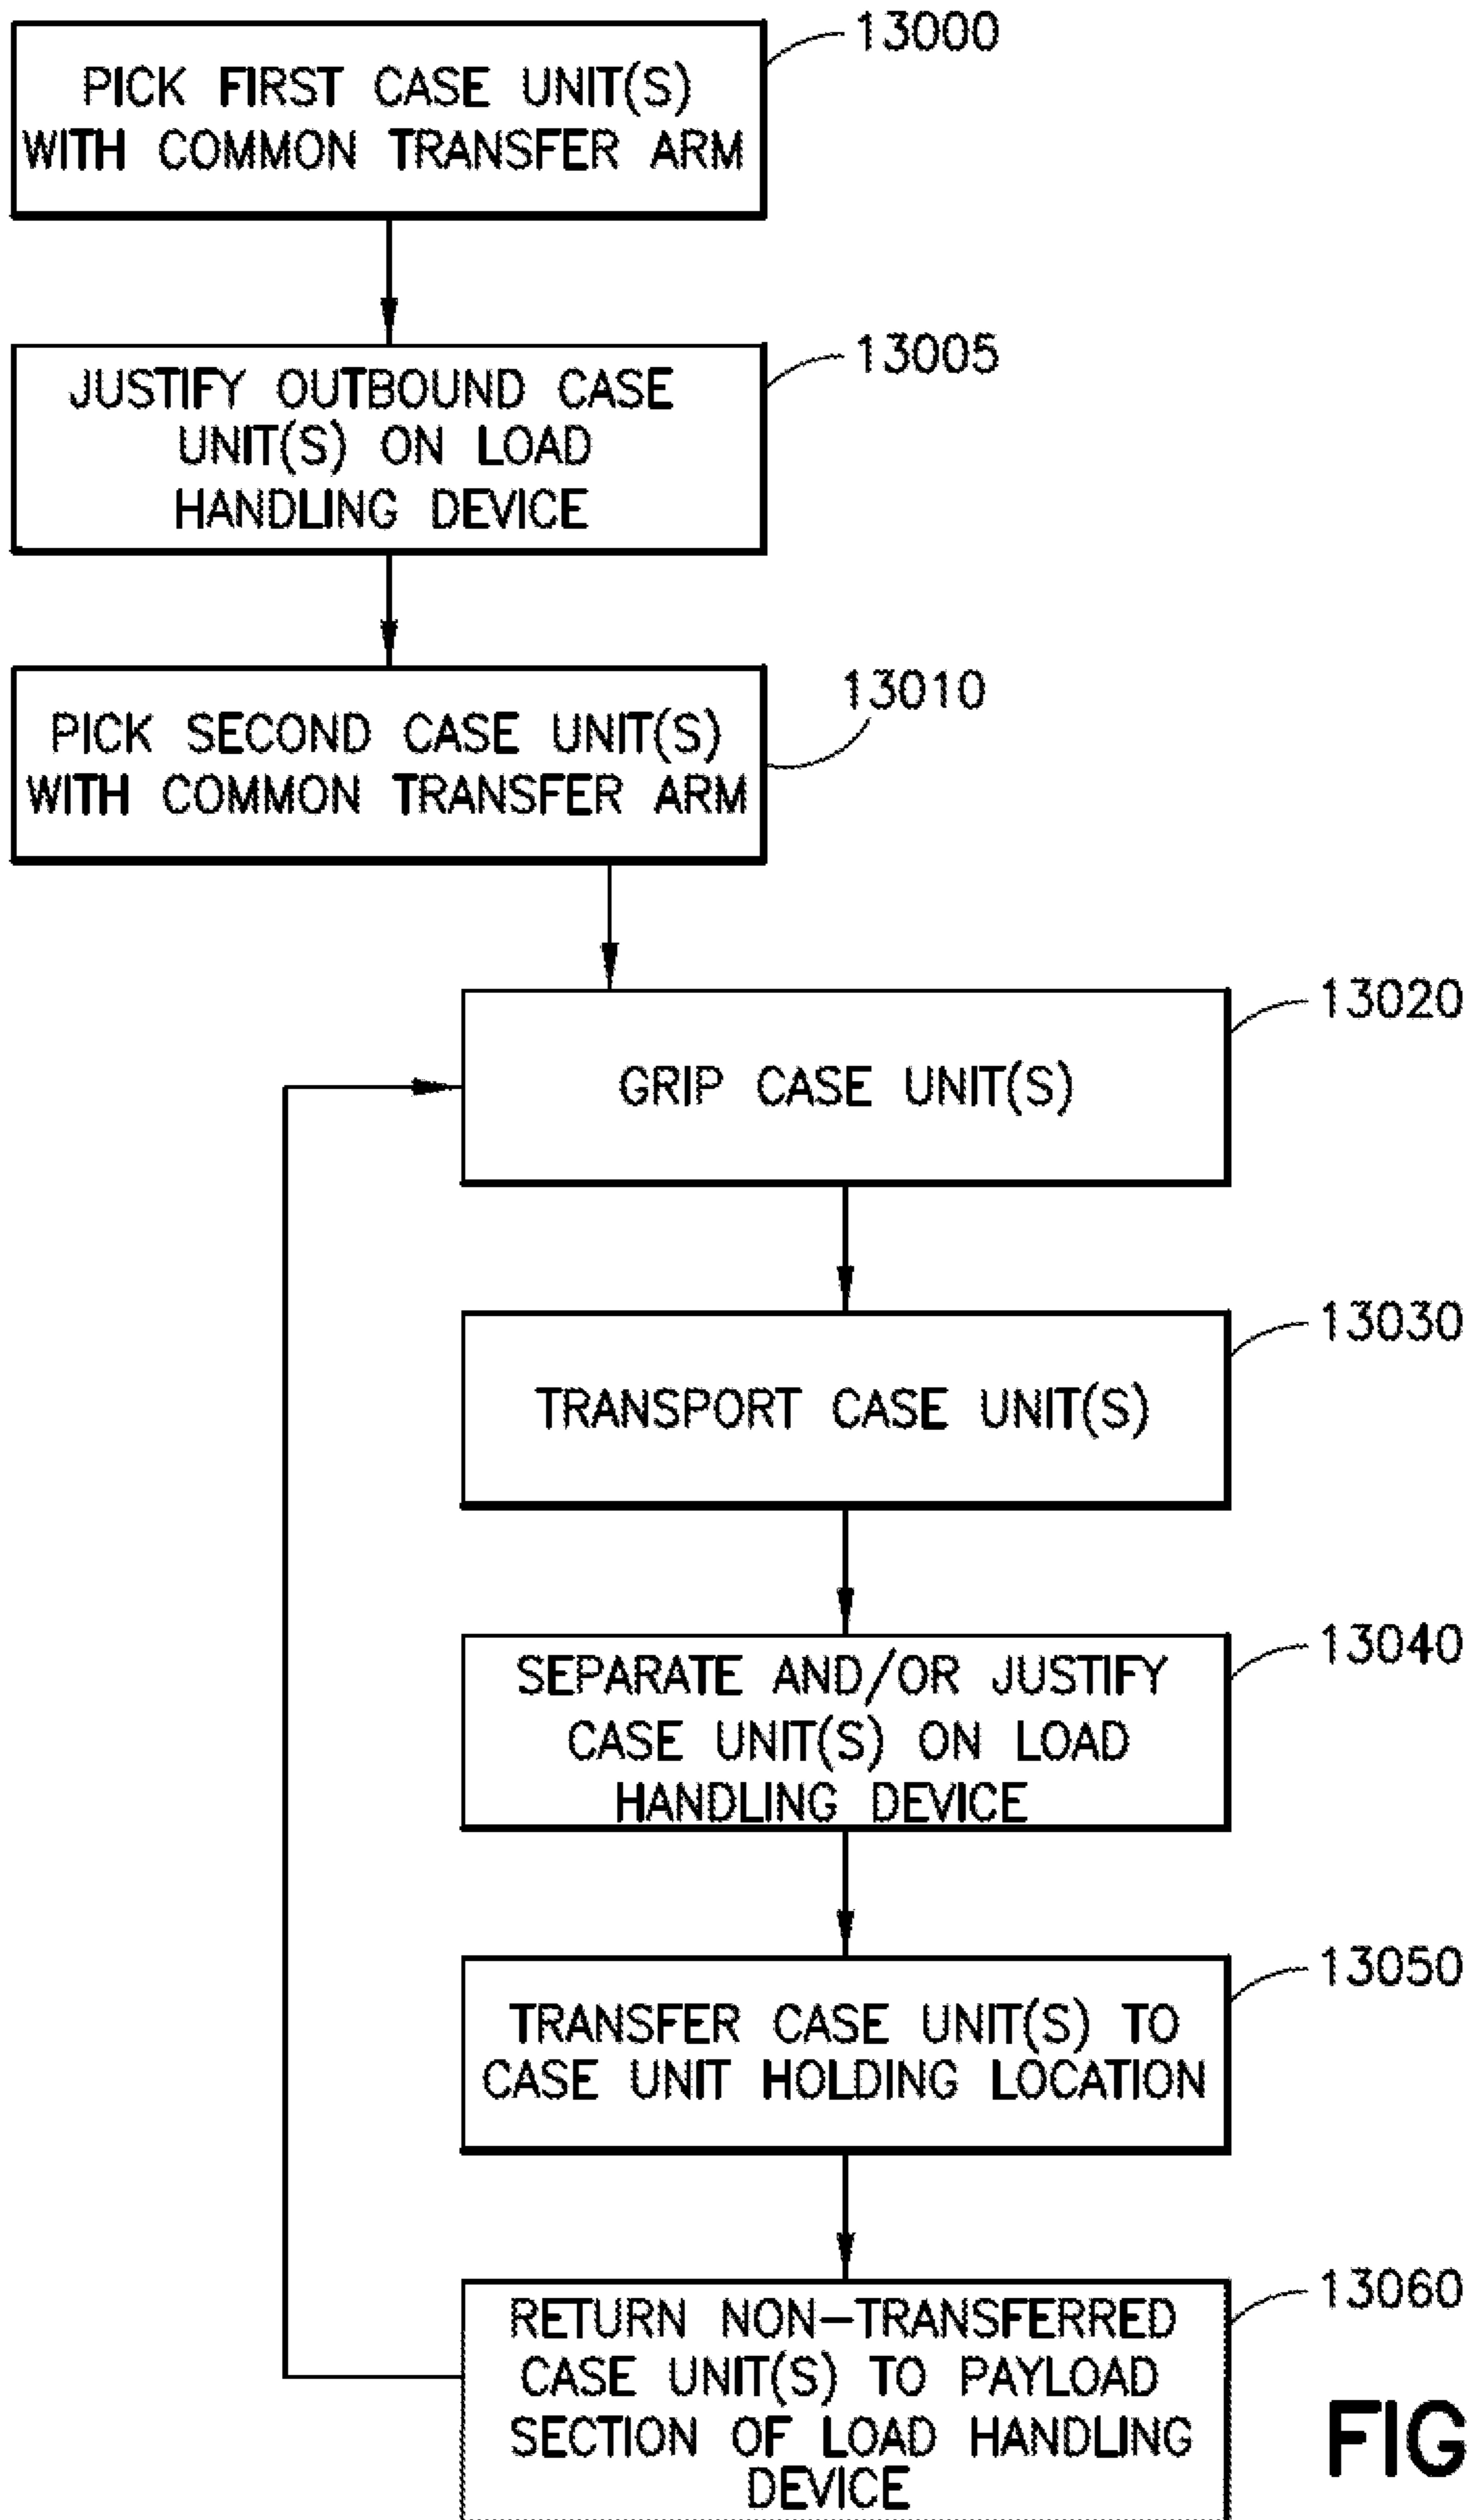 13000
PICK FIRST CASE UNIT(S)
WITH COMMON TRANSFER ARM
13005
JUSTIFY OUTBOUND CASE
UNIT(S) ON LOAD
HANDLING DEVICE
13010
PICK SECOND CASE UNIT(S)
WITH COMMON TRANSFER ARM
13020
GRIP CASE UNIT(S)
13030
TRANSPORT CASE UNIT(S)
13040
SEPARATE AND/OR JUSTIFY
CASE UNIT(S) ON LOAD
HANDLING DEVICE
13050
TRANSFER CASE UNIT(S) TO
CASE UNIT HOLDING LOCATION
13060
RETURN NON-TRANSFERRED
CASE UNIT(S) TO PAYLOAD
SECTION OF LOAD HANDLING
DEVICE
FIG